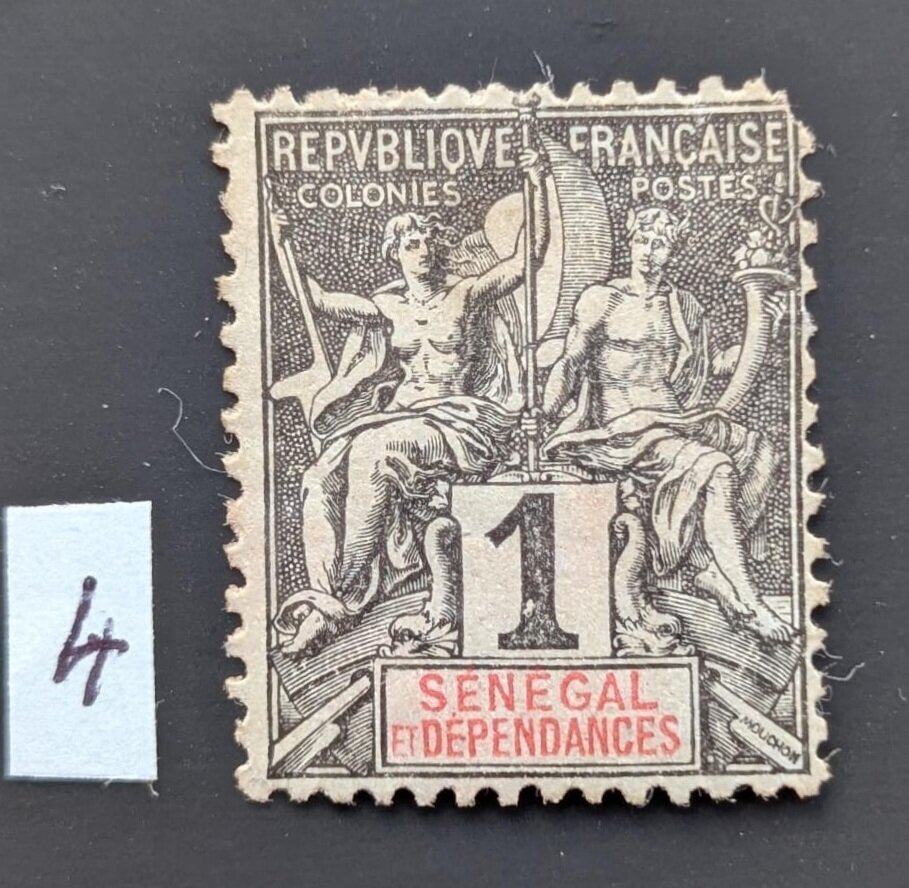 REPVBLIQVE FRANÇAISE
COLONIES POSTES
1
SÉNÉGAL
ET DÉPENDANCES
MOUCHON
4